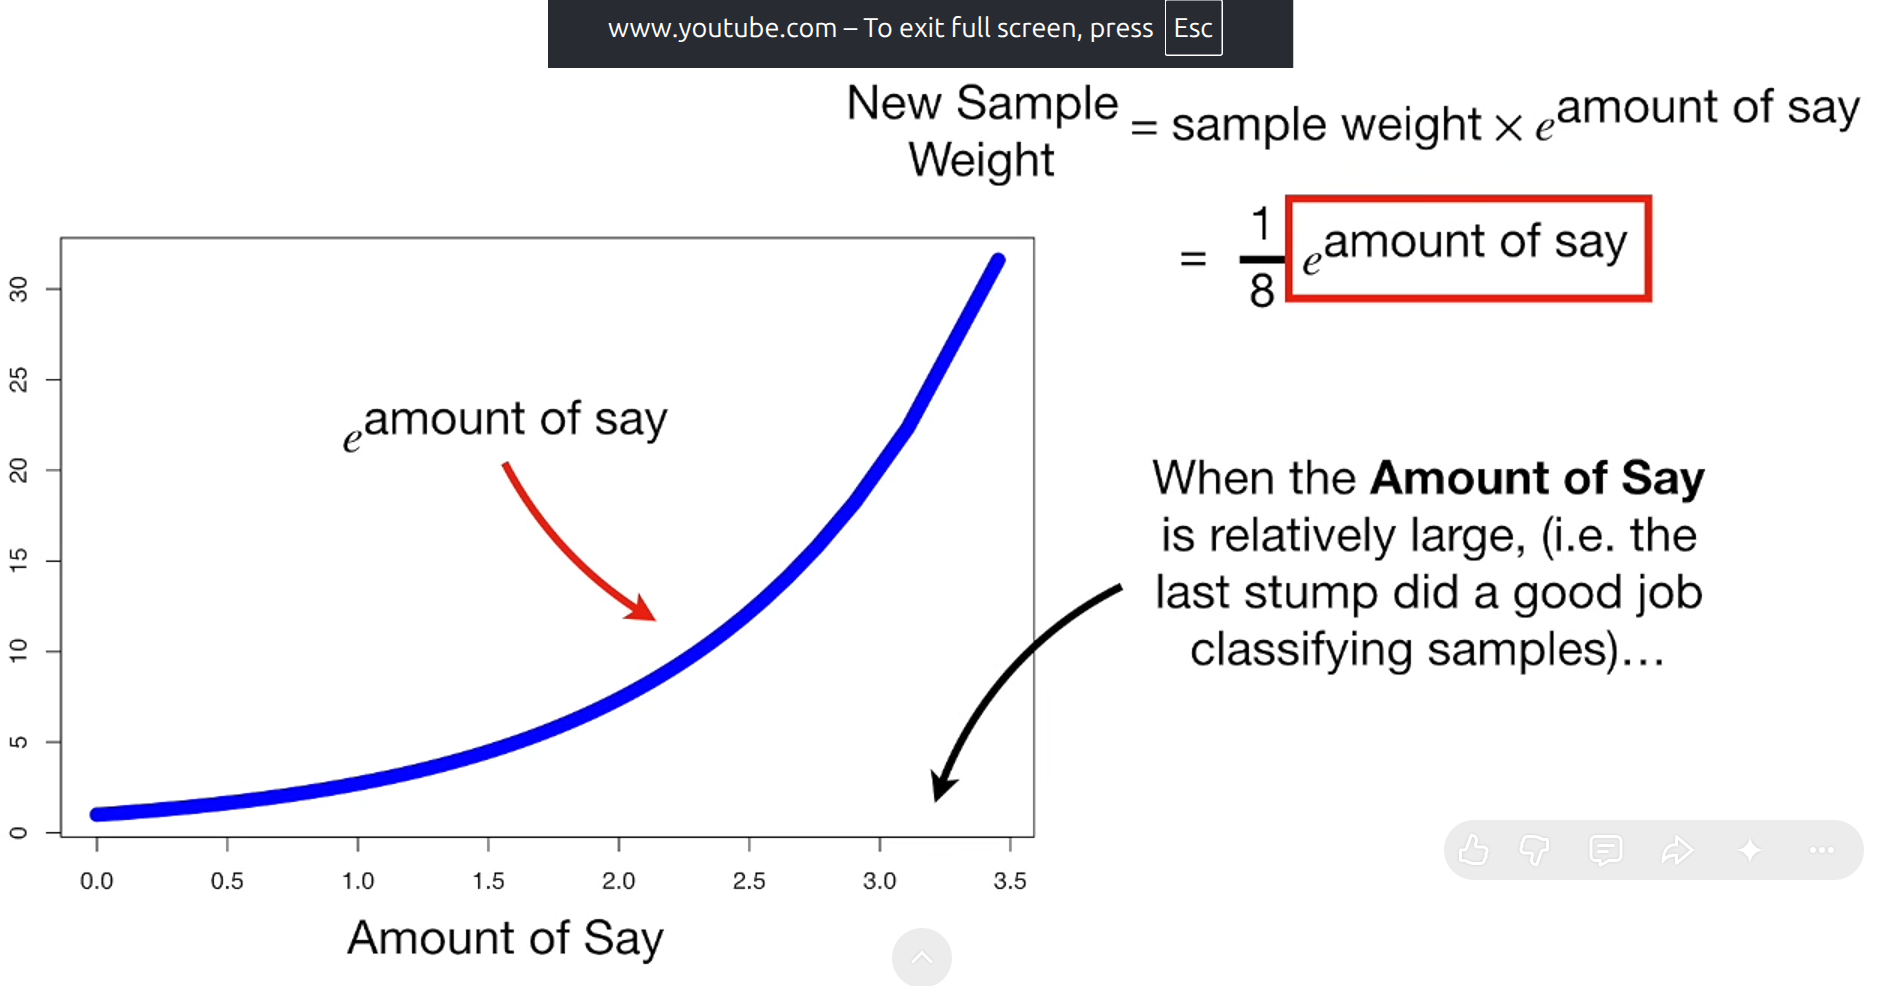 www.youtube.com – To exit full screen, press Esc
New Sample
Weight
= sample weight × e^amount of say
= 1/8 e^amount of say
e^amount of say
When the Amount of Say
is relatively large, (i.e. the
last stump did a good job
classifying samples)...
30
25
20
15
10
5
0
0.0 0.5 1.0 1.5 2.0 2.5 3.0 3.5
Amount of Say